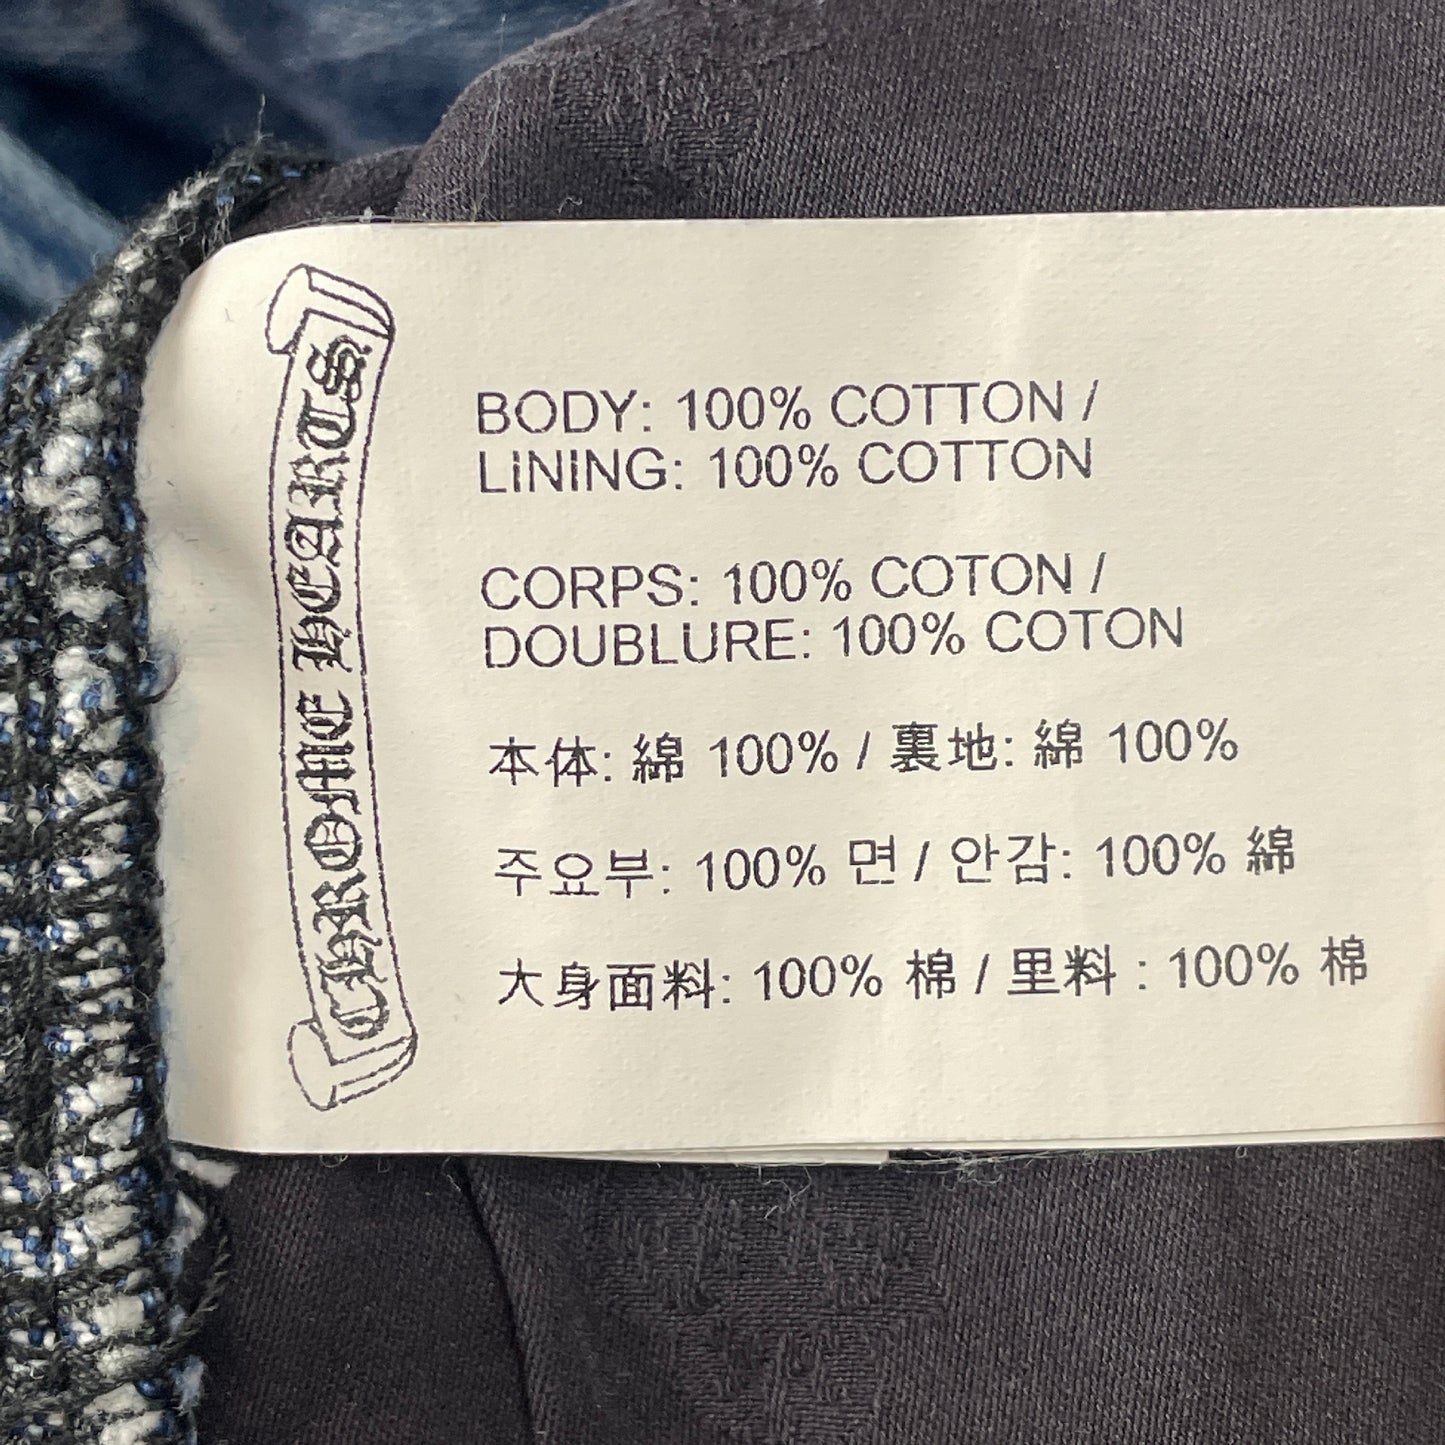 CHROME HEARTS
BODY: 100% COTTON /
LINING: 100% COTTON
CORPS: 100% COTON /
DOUBLURE: 100% COTON
本体: 綿 100% / 裏地: 綿 100%
주요부: 100% 면 / 안감: 100% 綿
大身面料: 100% 棉 / 里料 : 100% 棉